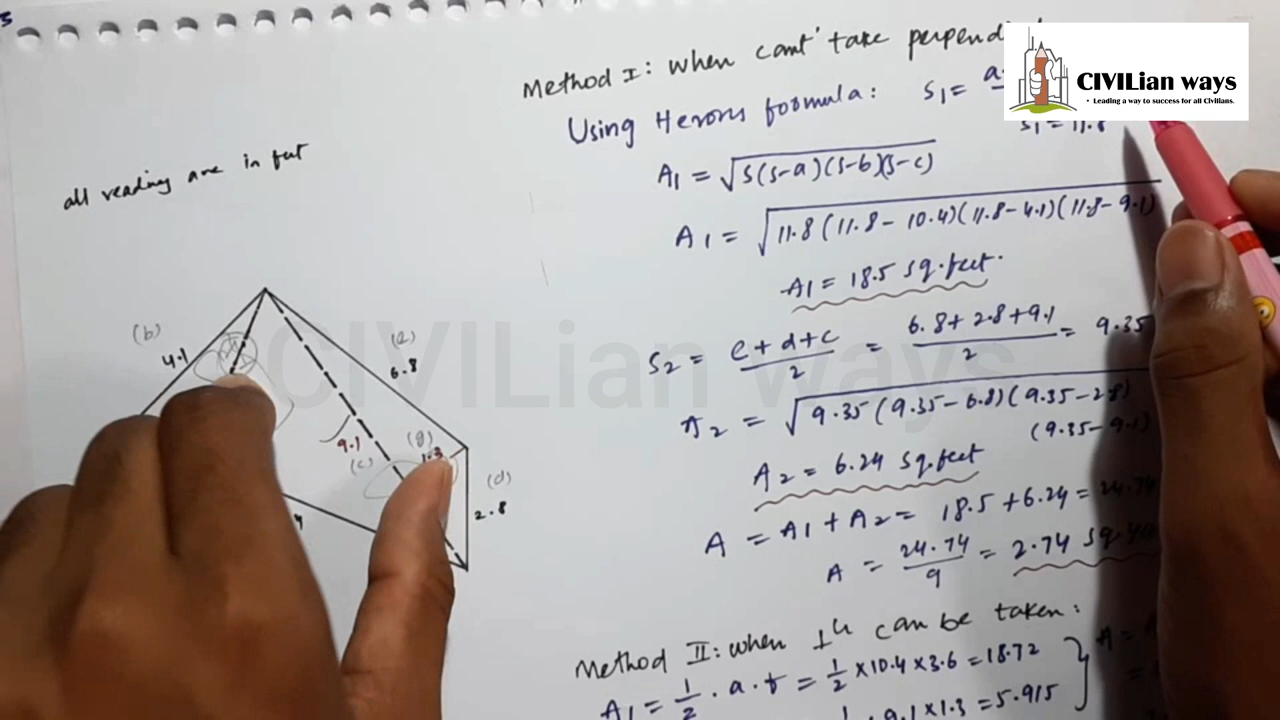 all reading are in feet
(b)
4.1
(e)
6.8
9.1
(c)
(g)
1.3
(d)
2.8
Method I: when can't take
Using Herons formula: S1 =
S1 = 11.8
A1 = √S(S-a)(S-b)(S-c)
A1 = √11.8(11.8-10.4)(11.8-4.1)(11.8-9.1)
A1 = 18.5 sq.feet.
S2 = e+d+c/2 = 6.8+2.8+9.1/2 = 9.35
A2 = √9.35(9.35-6.8)(9.35-2.8)
(9.35-9.1)
A2 = 6.24 sq.feet
A = A1 + A2 = 18.5 + 6.24 = 24.74
A = 24.74/9 = 2.74 sq.
Method II: when can be taken:
A1 = 1/2 . a . f = 1/2 × 10.4 × 3.6 = 18.72
9.1 × 1.3 = 5.915
CIVILian ways
• Leading a way to success for all Civilians.
CIVILian ways